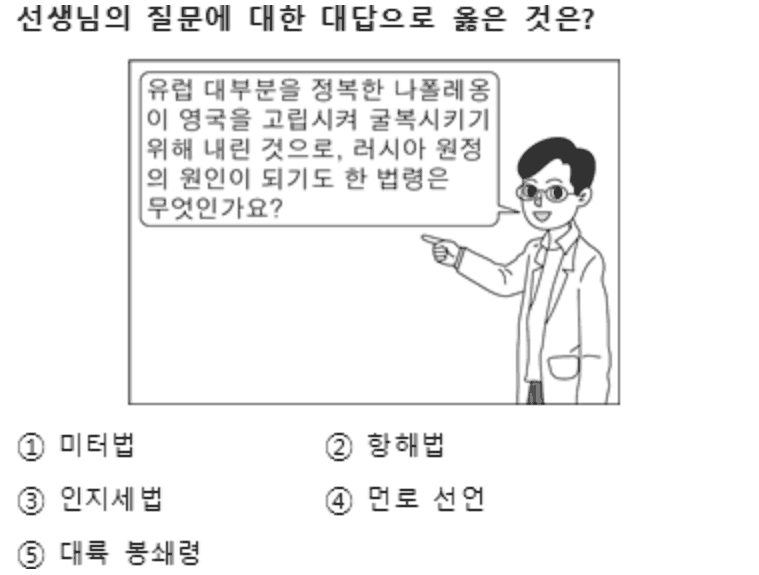 선생님의 질문에 대한 대답으로 옳은 것은?
유럽 대부분을 정복한 나폴레옹
이 영국을 고립시켜 굴복시키기
위해 내린 것으로, 러시아 원정
의 원인이 되기도 한 법령은
무엇인가요?
① 미터법 ② 항해법
③ 인지세법 ④ 먼로 선언
⑤ 대륙 봉쇄령